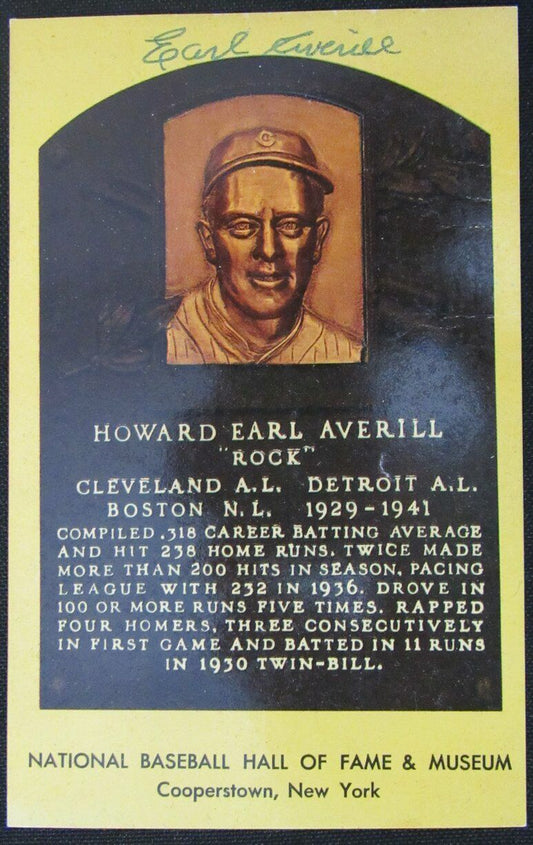 Earl Averill
C
HOWARD EARL AVERILL
"ROCK"
CLEVELAND A.L. DETROIT A.L.
BOSTON N.L. 1929-1941
COMPILED .318 CAREER BATTING AVERAGE
AND HIT 238 HOME RUNS. TWICE MADE
MORE THAN 200 HITS IN SEASON, PACING
LEAGUE WITH 232 IN 1936. DROVE IN
100 OR MORE RUNS FIVE TIMES. RAPPED
FOUR HOMERS, THREE CONSECUTIVELY
IN FIRST GAME AND BATTED IN 11 RUNS
IN 1930 TWIN-BILL.
NATIONAL BASEBALL HALL OF FAME & MUSEUM
Cooperstown, New York